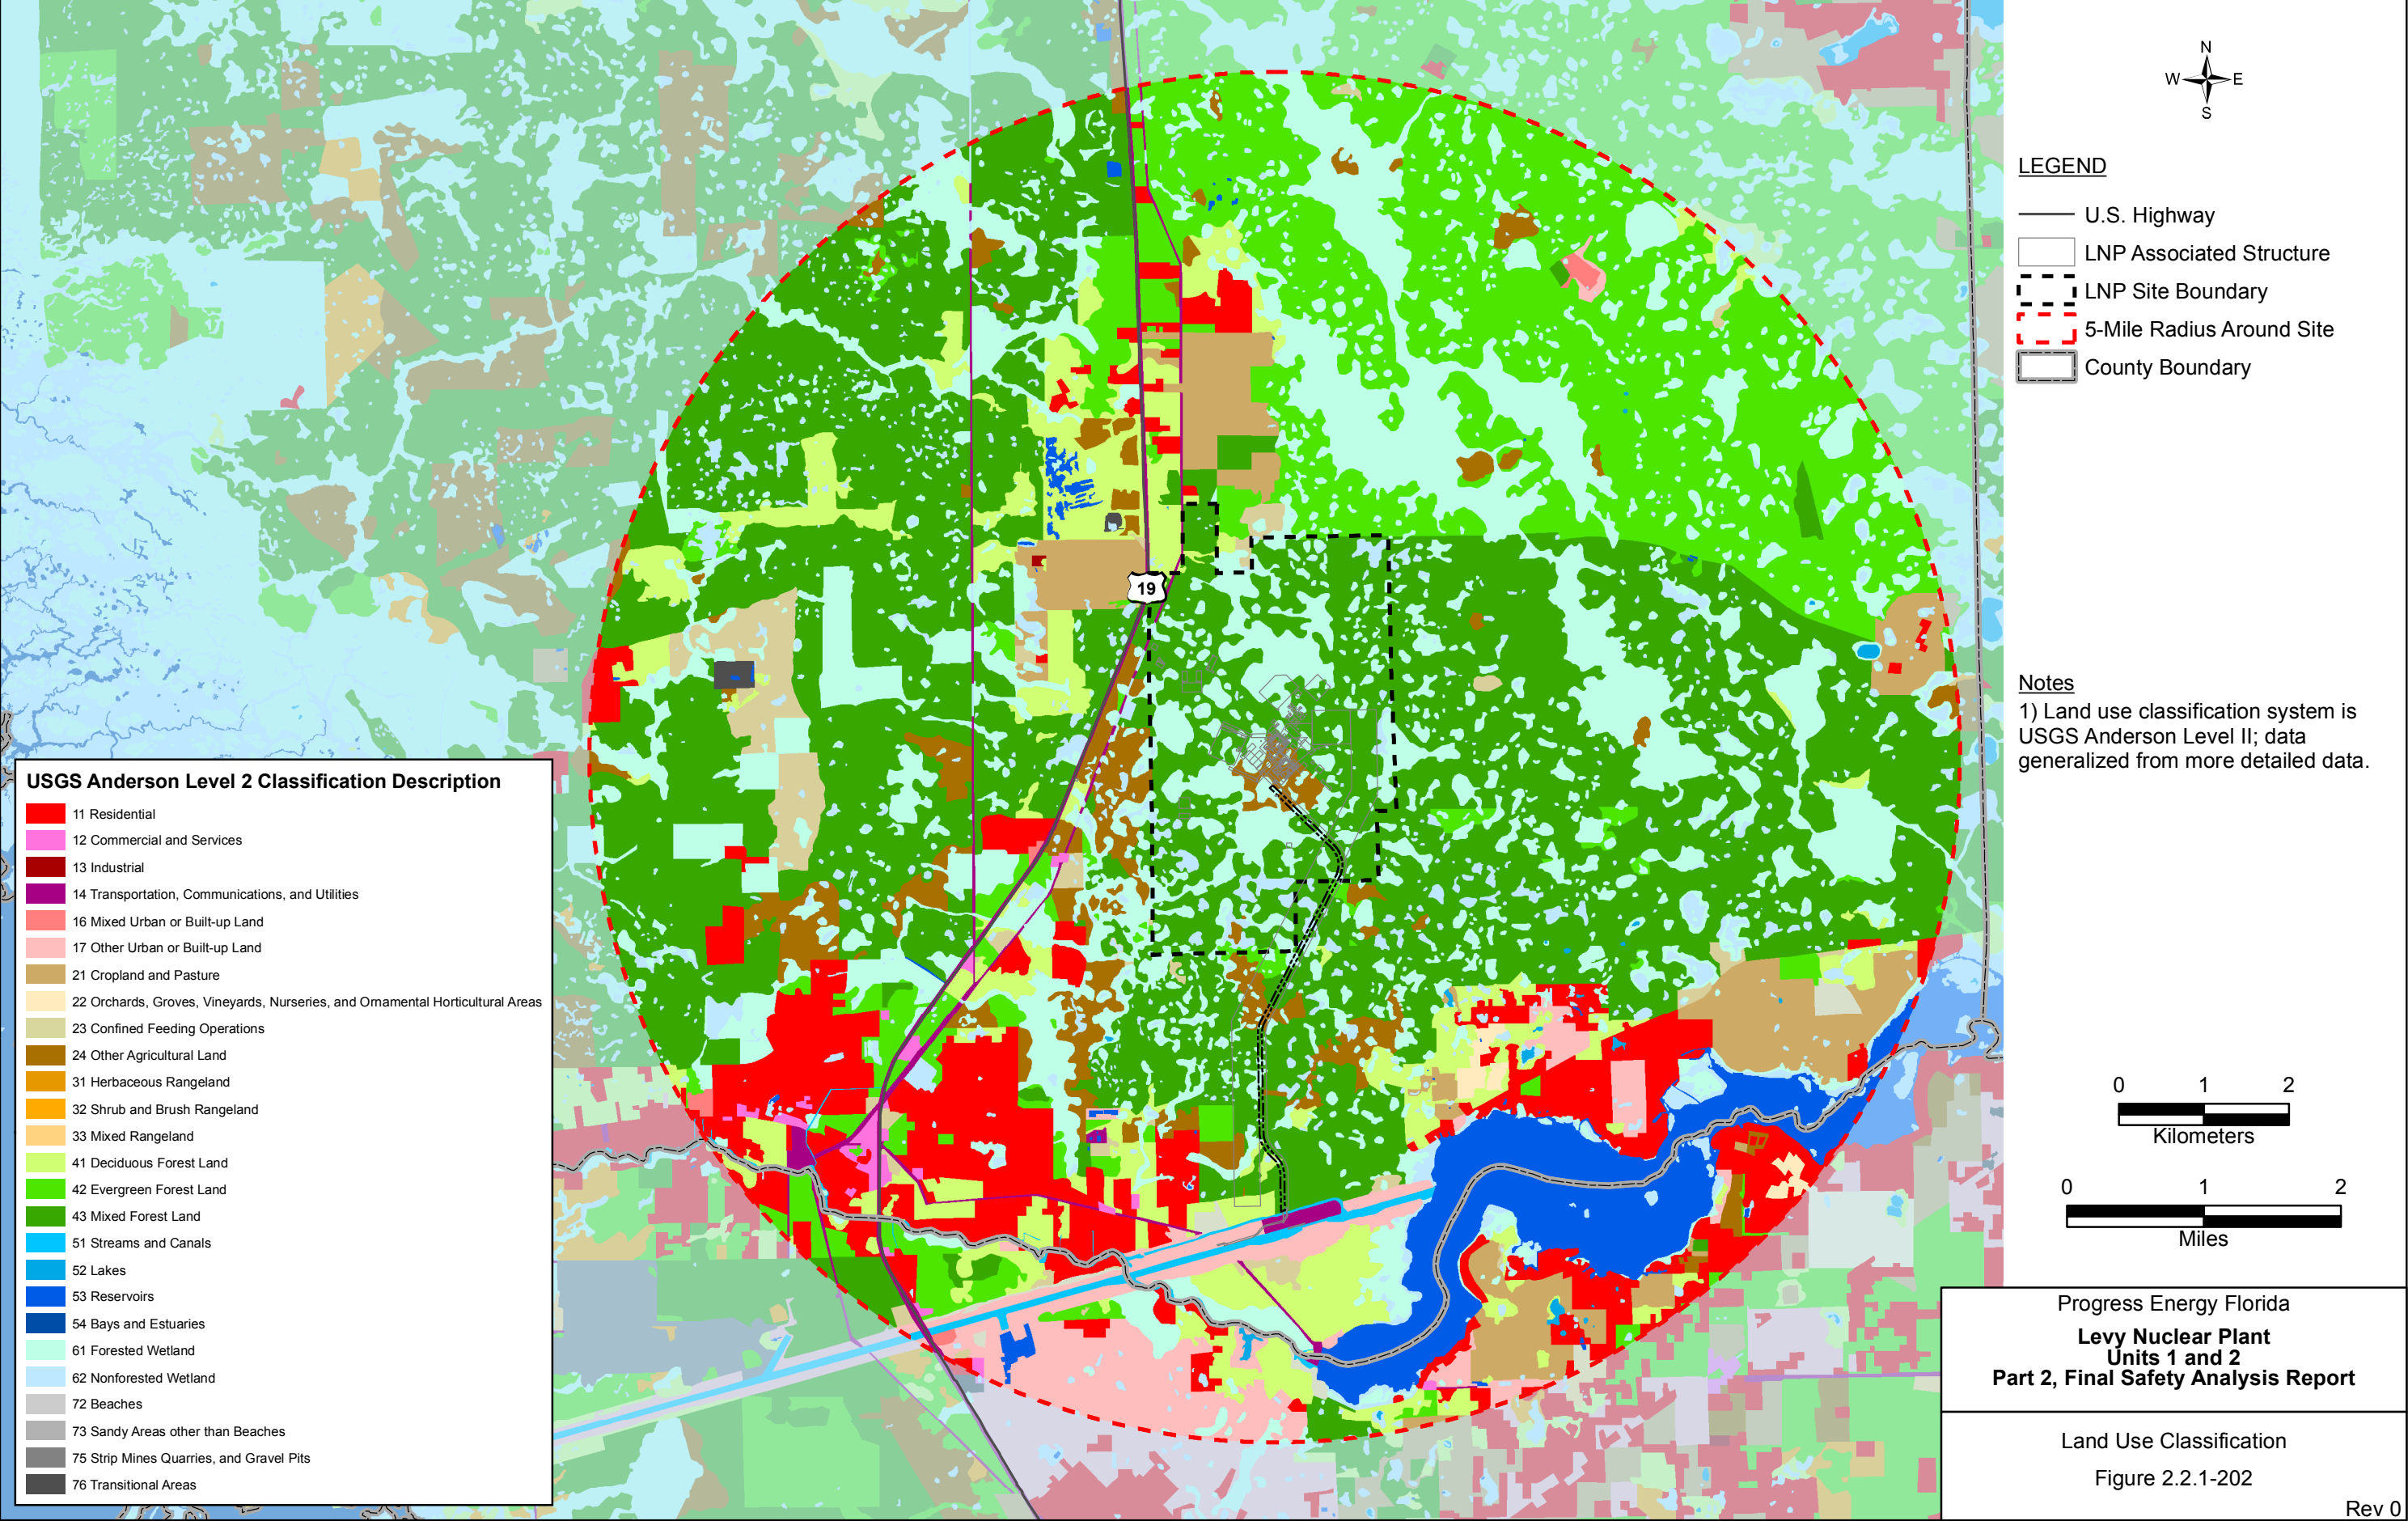 N
W E
S
LEGEND
U.S. Highway
LNP Associated Structure
LNP Site Boundary
5-Mile Radius Around Site
County Boundary
19
Notes
1) Land use classification system is
USGS Anderson Level II; data
generalized from more detailed data.
USGS Anderson Level 2 Classification Description
11 Residential
12 Commercial and Services
13 Industrial
14 Transportation, Communications, and Utilities
16 Mixed Urban or Built-up Land
17 Other Urban or Built-up Land
21 Cropland and Pasture
22 Orchards, Groves, Vineyards, Nurseries, and Ornamental Horticultural Areas
23 Confined Feeding Operations
24 Other Agricultural Land
31 Herbaceous Rangeland
32 Shrub and Brush Rangeland
33 Mixed Rangeland
41 Deciduous Forest Land
42 Evergreen Forest Land
43 Mixed Forest Land
51 Streams and Canals
52 Lakes
53 Reservoirs
54 Bays and Estuaries
61 Forested Wetland
62 Nonforested Wetland
72 Beaches
73 Sandy Areas other than Beaches
75 Strip Mines Quarries, and Gravel Pits
76 Transitional Areas
0 1 2
Kilometers
0 1 2
Miles
Progress Energy Florida
Levy Nuclear Plant
Units 1 and 2
Part 2, Final Safety Analysis Report
Land Use Classification
Figure 2.2.1-202
Rev 0